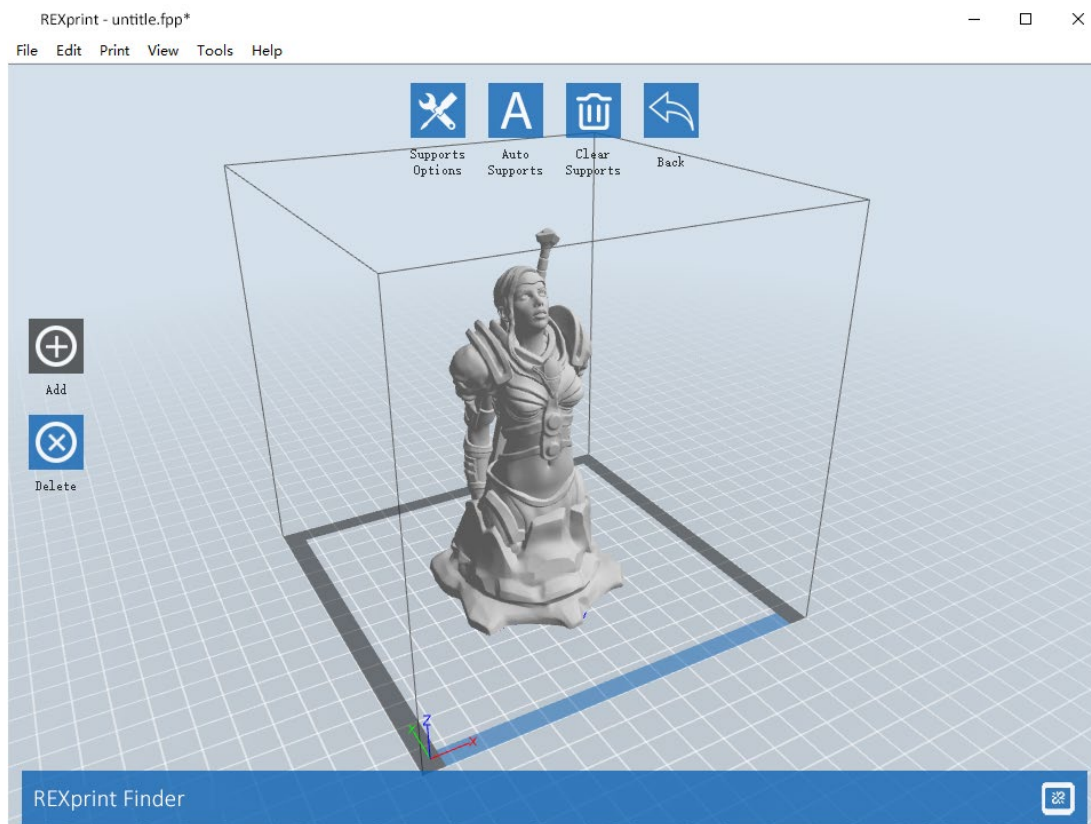 REXprint - untitle.fpp*
File Edit Print View Tools Help
A
Supports Options
Auto Supports
Clear Supports
Back
Add
Delete
Z
Y
X
REXprint Finder